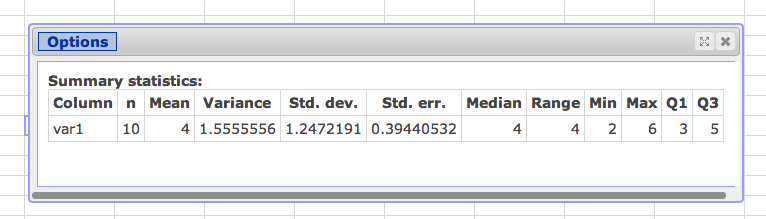 Options
Summary statistics:
Column n Mean Variance Std. dev. Std. err. Median Range Min Max Q1 Q3
var1 10 4 1.5555556 1.2472191 0.39440532 4 4 2 6 3 5